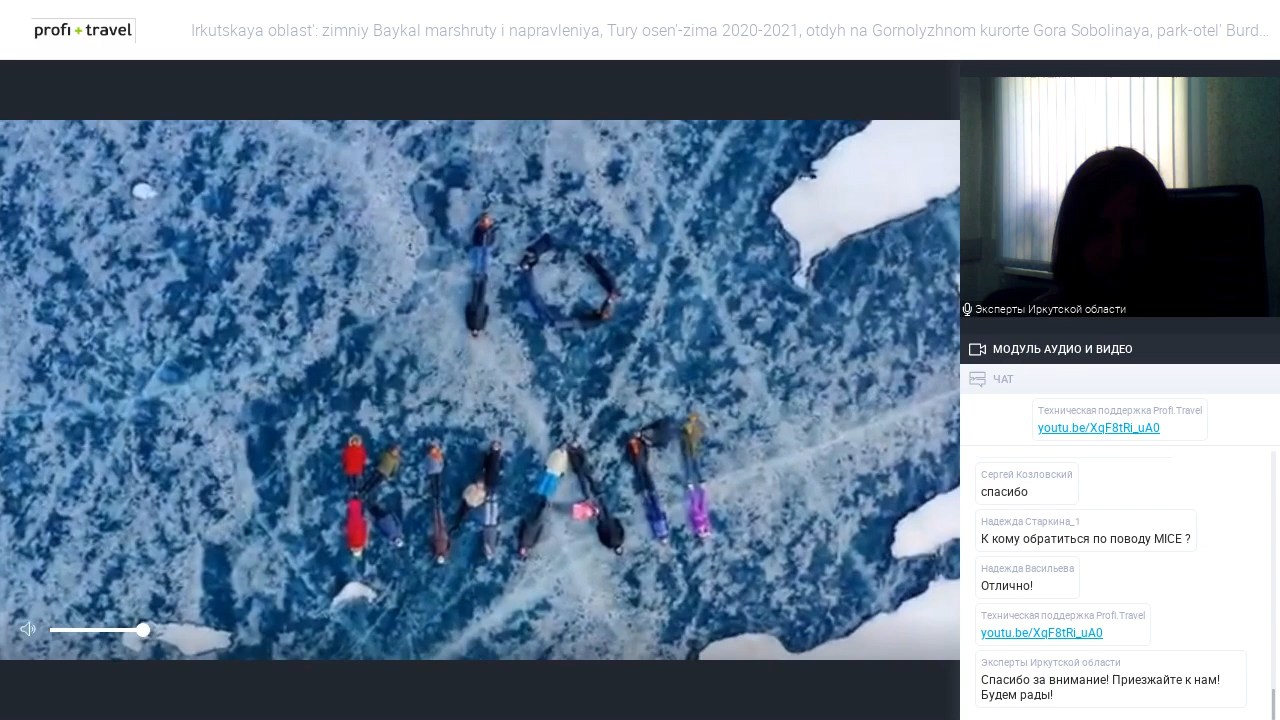 profi + travel
Irkutskaya oblast': zimniy Baykal marshruty i napravleniya, Tury osen'-zima 2020-2021, otdyh na Gornolyzhnom kurorte Gora Sobolinaya, park-otel' Burd...
Эксперты Иркутской области
МОДУЛЬ АУДИО И ВИДЕО
ЧАТ
Техническая поддержка Profi.Travel
youtu.be/XqF8tRi_uA0
Сергей Козловский
спасибо
Надежда Старкина_1
К кому обратиться по поводу MICE ?
Надежда Васильева
Отлично!
Техническая поддержка Profi.Travel
youtu.be/XqF8tRi_uA0
Эксперты Иркутской области
Спасибо за внимание! Приезжайте к нам!
Будем рады!